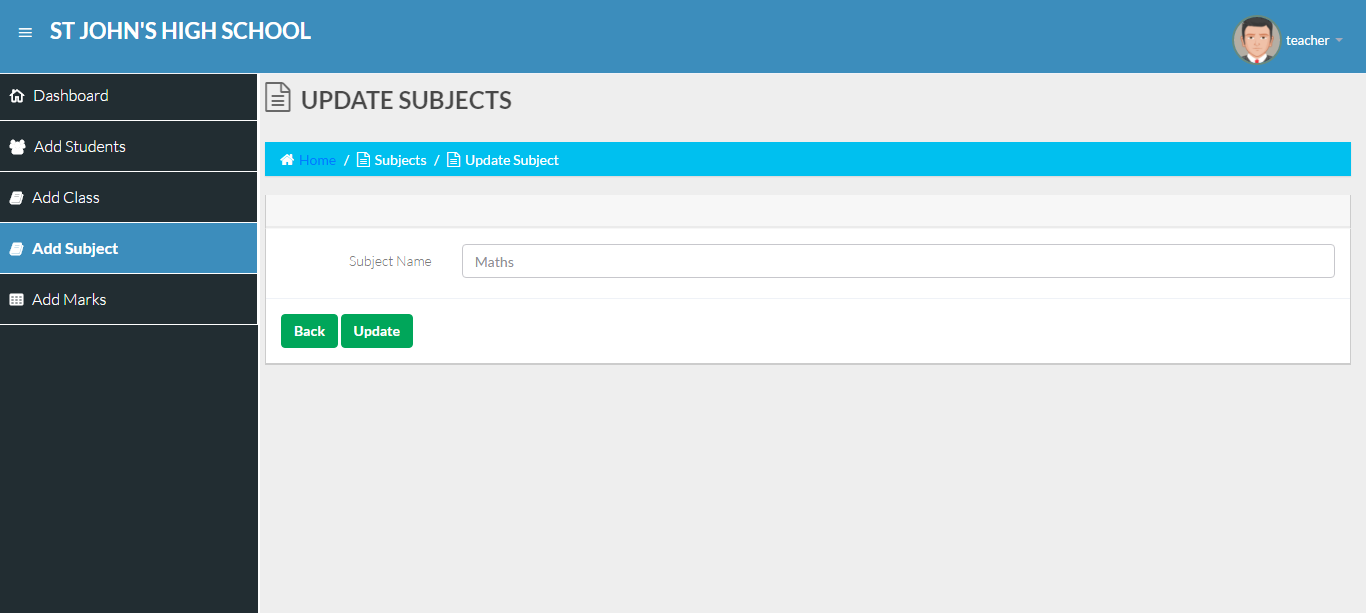 ST JOHN'S HIGH SCHOOL
teacher
Dashboard
Add Students
Add Class
Add Subject
Add Marks
UPDATE SUBJECTS
Home / Subjects / Update Subject
Subject Name Maths
Back Update